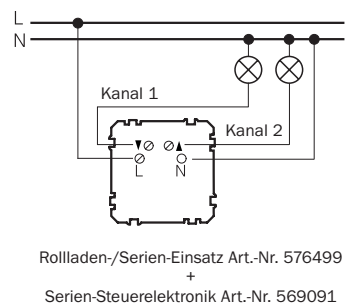 L
N
Kanal 1
Kanal 2
L N
Rollladen-/Serien-Einsatz Art.-Nr. 576499
+
Serien-Steuerelektronik Art.-Nr. 569091